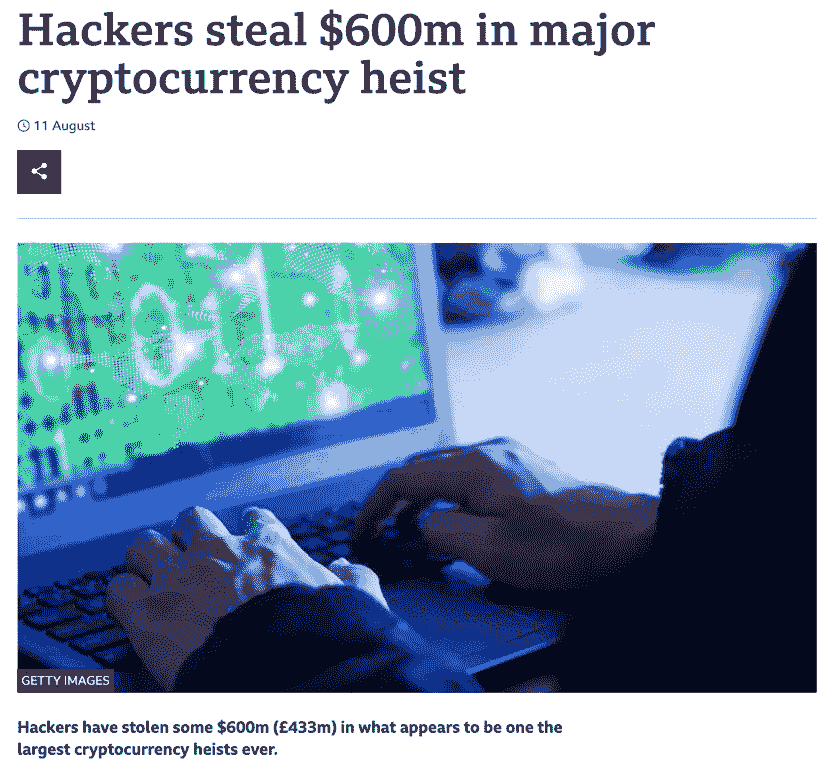 Hackers steal $600m in major
cryptocurrency heist
11 August
GETTY IMAGES
Hackers have stolen some $600m (£433m) in what appears to be one the
largest cryptocurrency heists ever.